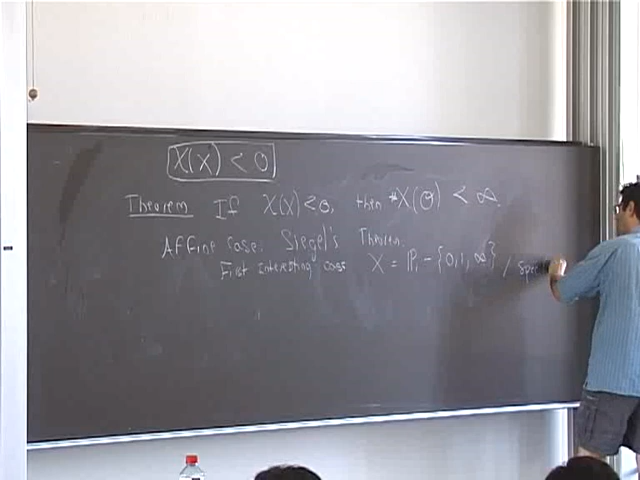 X(X) < 0
Theorem If X(X) < 0, then #X(O) < ∞.
Affine case: Siegel's Theorem.
First interesting case X = P₁ - {0,1,∞} / Spec